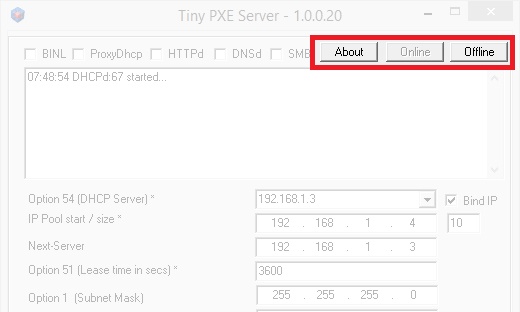 Tiny PXE Server - 1.0.0.20
BINL ProxyDhcp HTTPd DNSd SMB About Online Offline
07:48:54 DHCPd:67 started...
Option 54 (DHCP Server) * 192.168.1.3 Bind IP
IP Pool start / size * 192 . 168 . 1 . 4 10
Next-Server 192 . 168 . 1 . 3
Option 51 (Lease time in secs) * 3600
Option 1 (Subnet Mask) 255 . 255 . 255 . 0